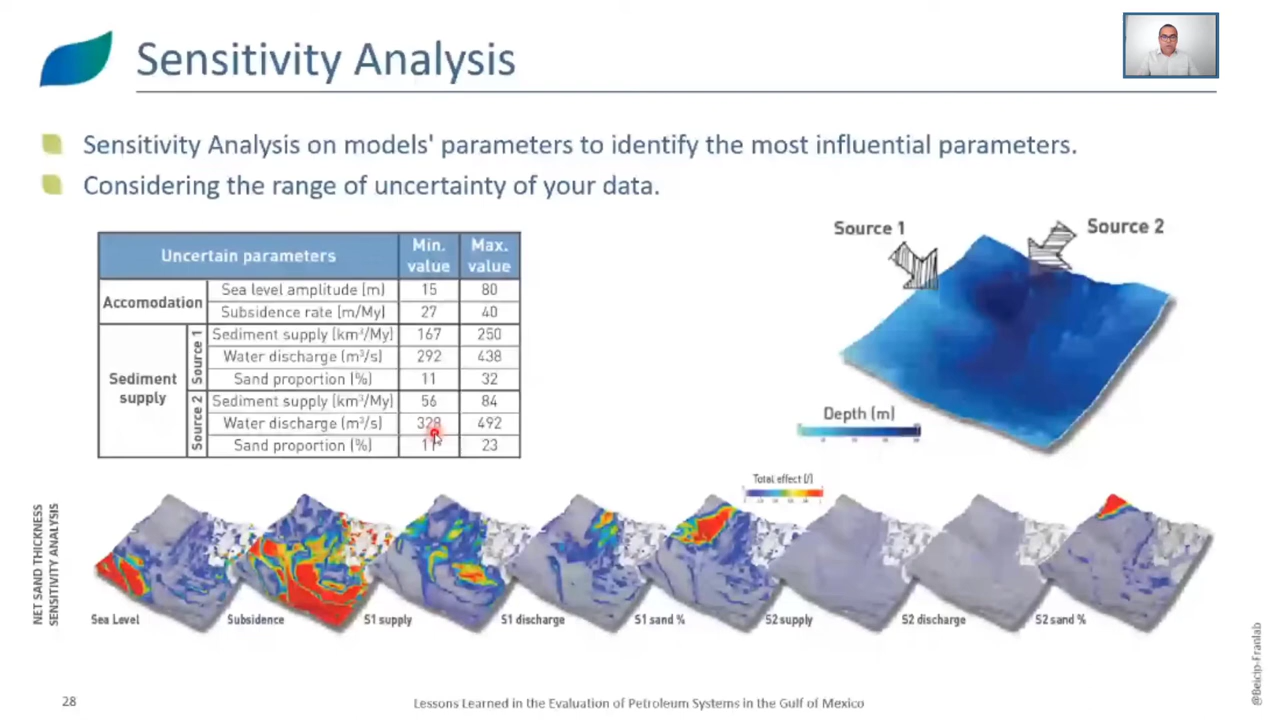 Sensitivity Analysis
Sensitivity Analysis on models' parameters to identify the most influential parameters.
Considering the range of uncertainty of your data.
Uncertain parameters Min. value Max. value
Accomodation Sea level amplitude (m) 15 80
Subsidence rate (m/My) 27 40
Sediment supply Source 1 Sediment supply (km³/My) 167 250
Water discharge (m³/s) 292 438
Sand proportion (%) 11 32
Source 2 Sediment supply (km³/My) 56 84
Water discharge (m³/s) 328 492
Sand proportion (%) 11 23
Source 1
Source 2
Depth (m)
Total effect [/]
NET SAND THICKNESS
SENSITIVITY ANALYSIS
Sea Level
Subsidence
S1 supply
S1 discharge
S1 sand %
S2 supply
S2 discharge
S2 sand %
28
Lessons Learned in the Evaluation of Petroleum Systems in the Gulf of Mexico
@Beicip-Franlab